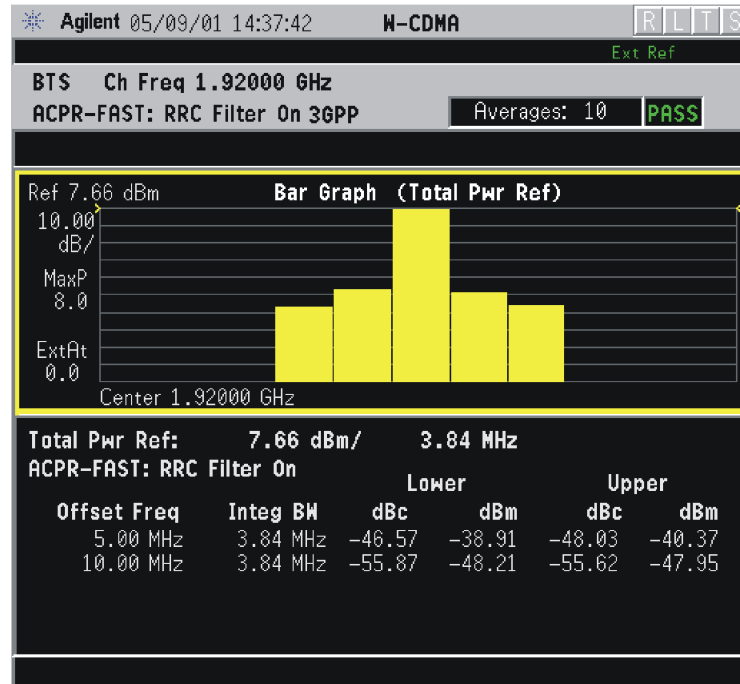 Agilent 05/09/01 14:37:42 W-CDMA R L T S
Ext Ref
BTS Ch Freq 1.92000 GHz
ACPR-FAST: RRC Filter On 3GPP Averages: 10 PASS
Ref 7.66 dBm Bar Graph (Total Pwr Ref)
10.00
dB/
MaxP
8.0
ExtAt
0.0
Center 1.92000 GHz
Total Pwr Ref: 7.66 dBm/ 3.84 MHz
ACPR-FAST: RRC Filter On
Lower Upper
Offset Freq Integ BW dBc dBm dBc dBm
5.00 MHz 3.84 MHz -46.57 -38.91 -48.03 -40.37
10.00 MHz 3.84 MHz -55.87 -48.21 -55.62 -47.95